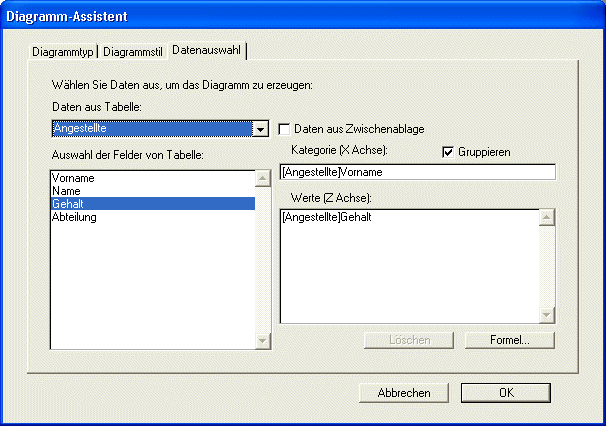 Diagramm-Assistent
Diagrammtyp Diagrammstil Datenauswahl
Wählen Sie Daten aus, um das Diagramm zu erzeugen:
Daten aus Tabelle:
Angestellte
Daten aus Zwischenablage
Auswahl der Felder von Tabelle:
Vorname
Name
Gehalt
Abteilung
Kategorie (X Achse):
Gruppieren
[Angestellte]Vorname
Werte (Z Achse):
[Angestellte]Gehalt
Löschen
Formel...
Abbrechen
OK